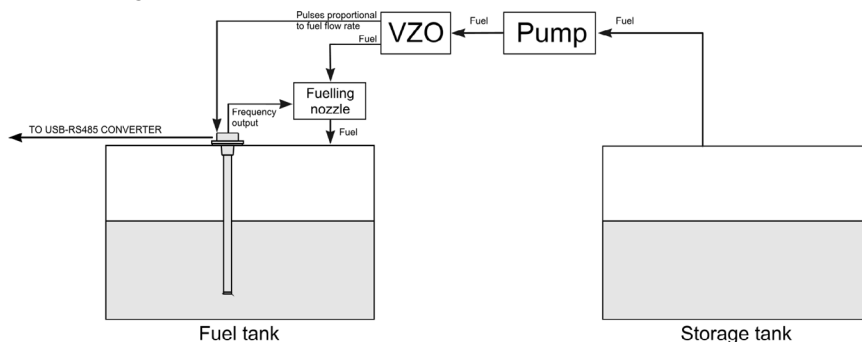 Pulses proportional
to fuel flow rate
Fuel
VZO
Fuel
Pump
Fuel
Fuelling
nozzle
Frequency
output
Fuel
TO USB-RS485 CONVERTER
Fuel tank
Storage tank